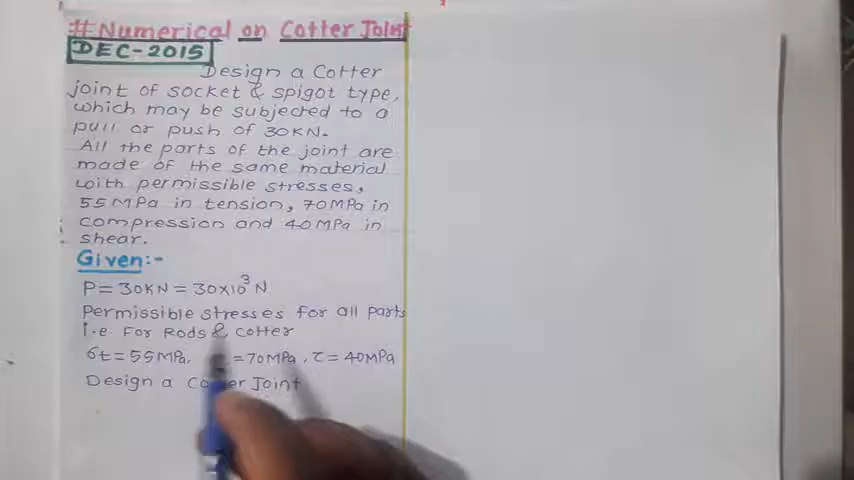 #Numerical on Cotter Joint
DEC-2015
Design a Cotter
joint of socket & spigot type,
which may be subjected to a
pull or push of 30KN.
All the parts of the joint are
made of the same material
with permissible stresses,
55MPa in tension, 70MPa in
compression and 40MPa in
shear.
Given:-
P=30KN=30x10³N
Permissible stresses for all parts
i.e. For Rods & Cotter
σt=55MPa, =70MPa, τ=40MPa
Design a Joint